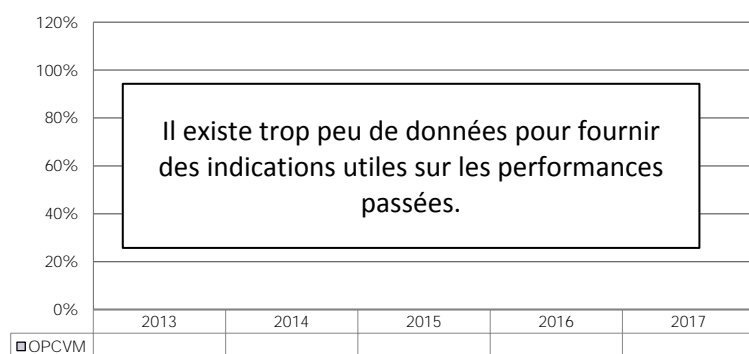 120%
100%
80%
60%
40%
20%
0%
Il existe trop peu de données pour fournir
des indications utiles sur les performances
passées.
2013 2014 2015 2016 2017
OPCVM